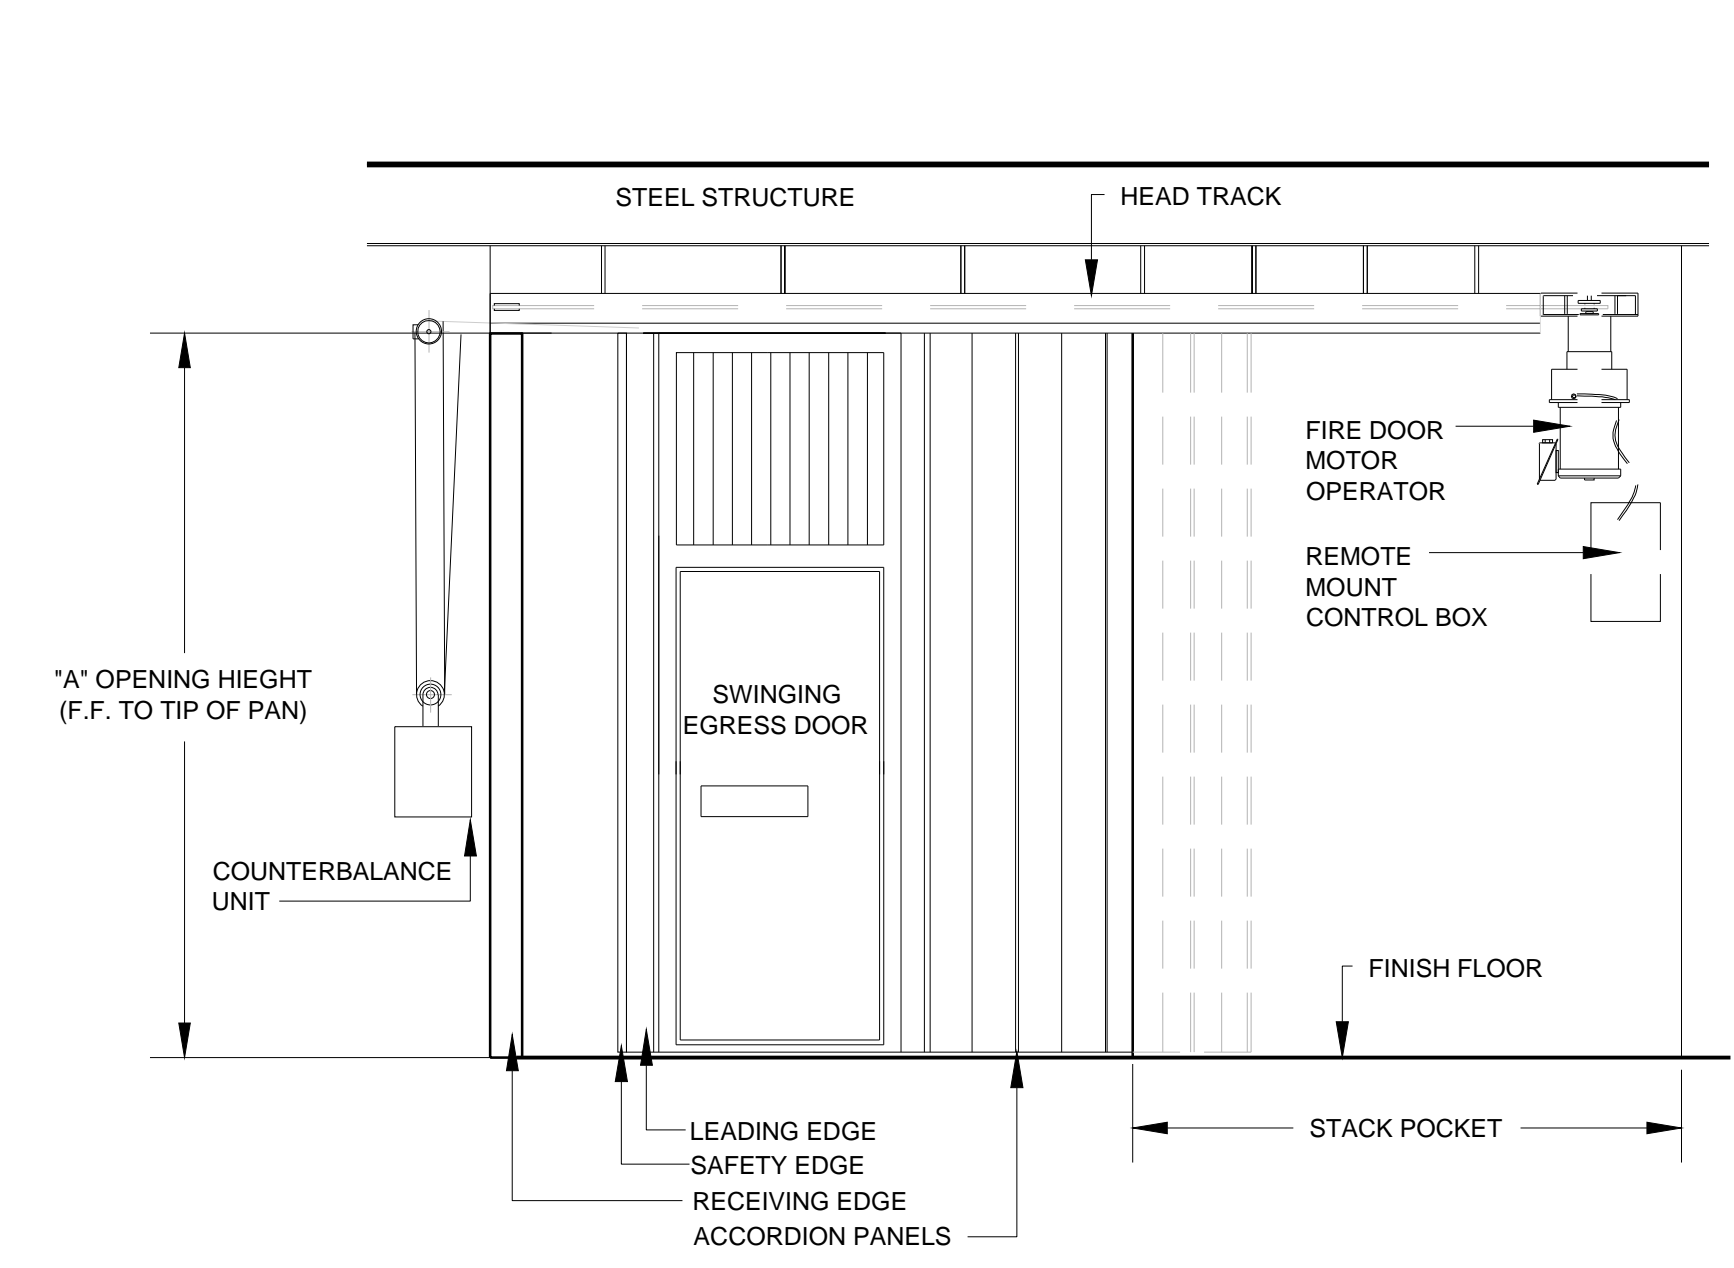 STEEL STRUCTURE
HEAD TRACK
FIRE DOOR
MOTOR
OPERATOR
REMOTE
MOUNT
CONTROL BOX
"A" OPENING HIEGHT
(F.F. TO TIP OF PAN)
SWINGING
EGRESS DOOR
COUNTERBALANCE
UNIT
FINISH FLOOR
LEADING EDGE
SAFETY EDGE
RECEIVING EDGE
ACCORDION PANELS
STACK POCKET